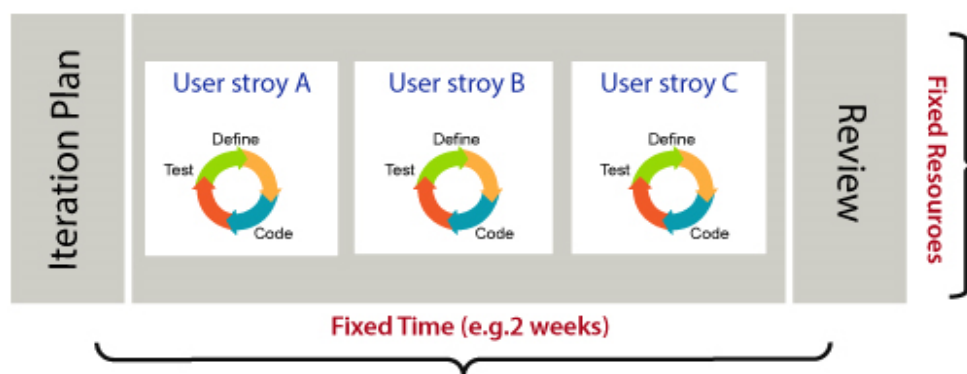 Iteration Plan
User stroy A
Define
Test
Code
User stroy B
Define
Test
Code
User stroy C
Define
Test
Code
Review
Fixed Resouroes
Fixed Time (e.g.2 weeks)